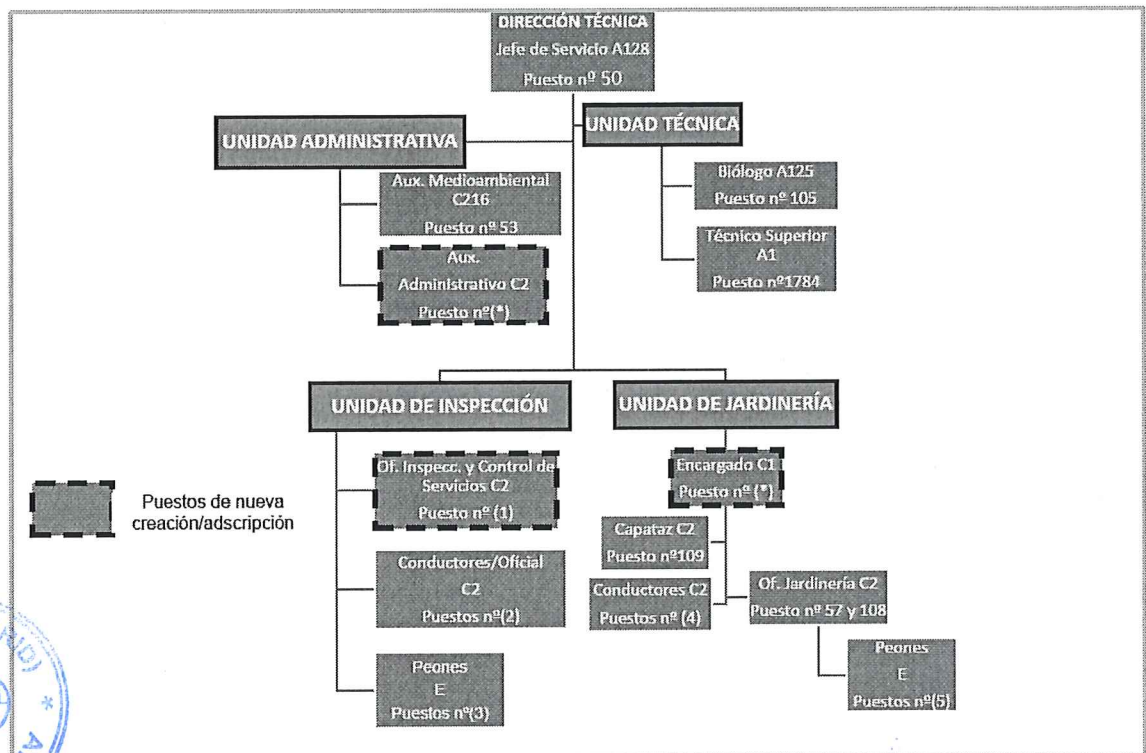 DIRECCIÓN TÉCNICA
Jefe de Servicio A128
Puesto nº 50
UNIDAD ADMINISTRATIVA
UNIDAD TÉCNICA
Aux. Medioambiental
C216
Puesto nº 53
Aux.
Administrativo C2
Puesto nº(*)
Biólogo A125
Puesto nº 105
Técnico Superior
A1
Puesto nº1784
UNIDAD DE INSPECCIÓN
UNIDAD DE JARDINERÍA
Of. Inspecc. y Control de
Servicios C2
Puesto nº (1)
Conductores/Oficial
C2
Puestos nº(2)
Peones
E
Puestos nº(3)
Encargado C1
Puesto nº (*)
Capataz C2
Puesto nº109
Conductores C2
Puestos nº (4)
Of. Jardinería C2
Puesto nº 57 y 108
Peones
E
Puestos nº(5)
Puestos de nueva
creación/adscripción